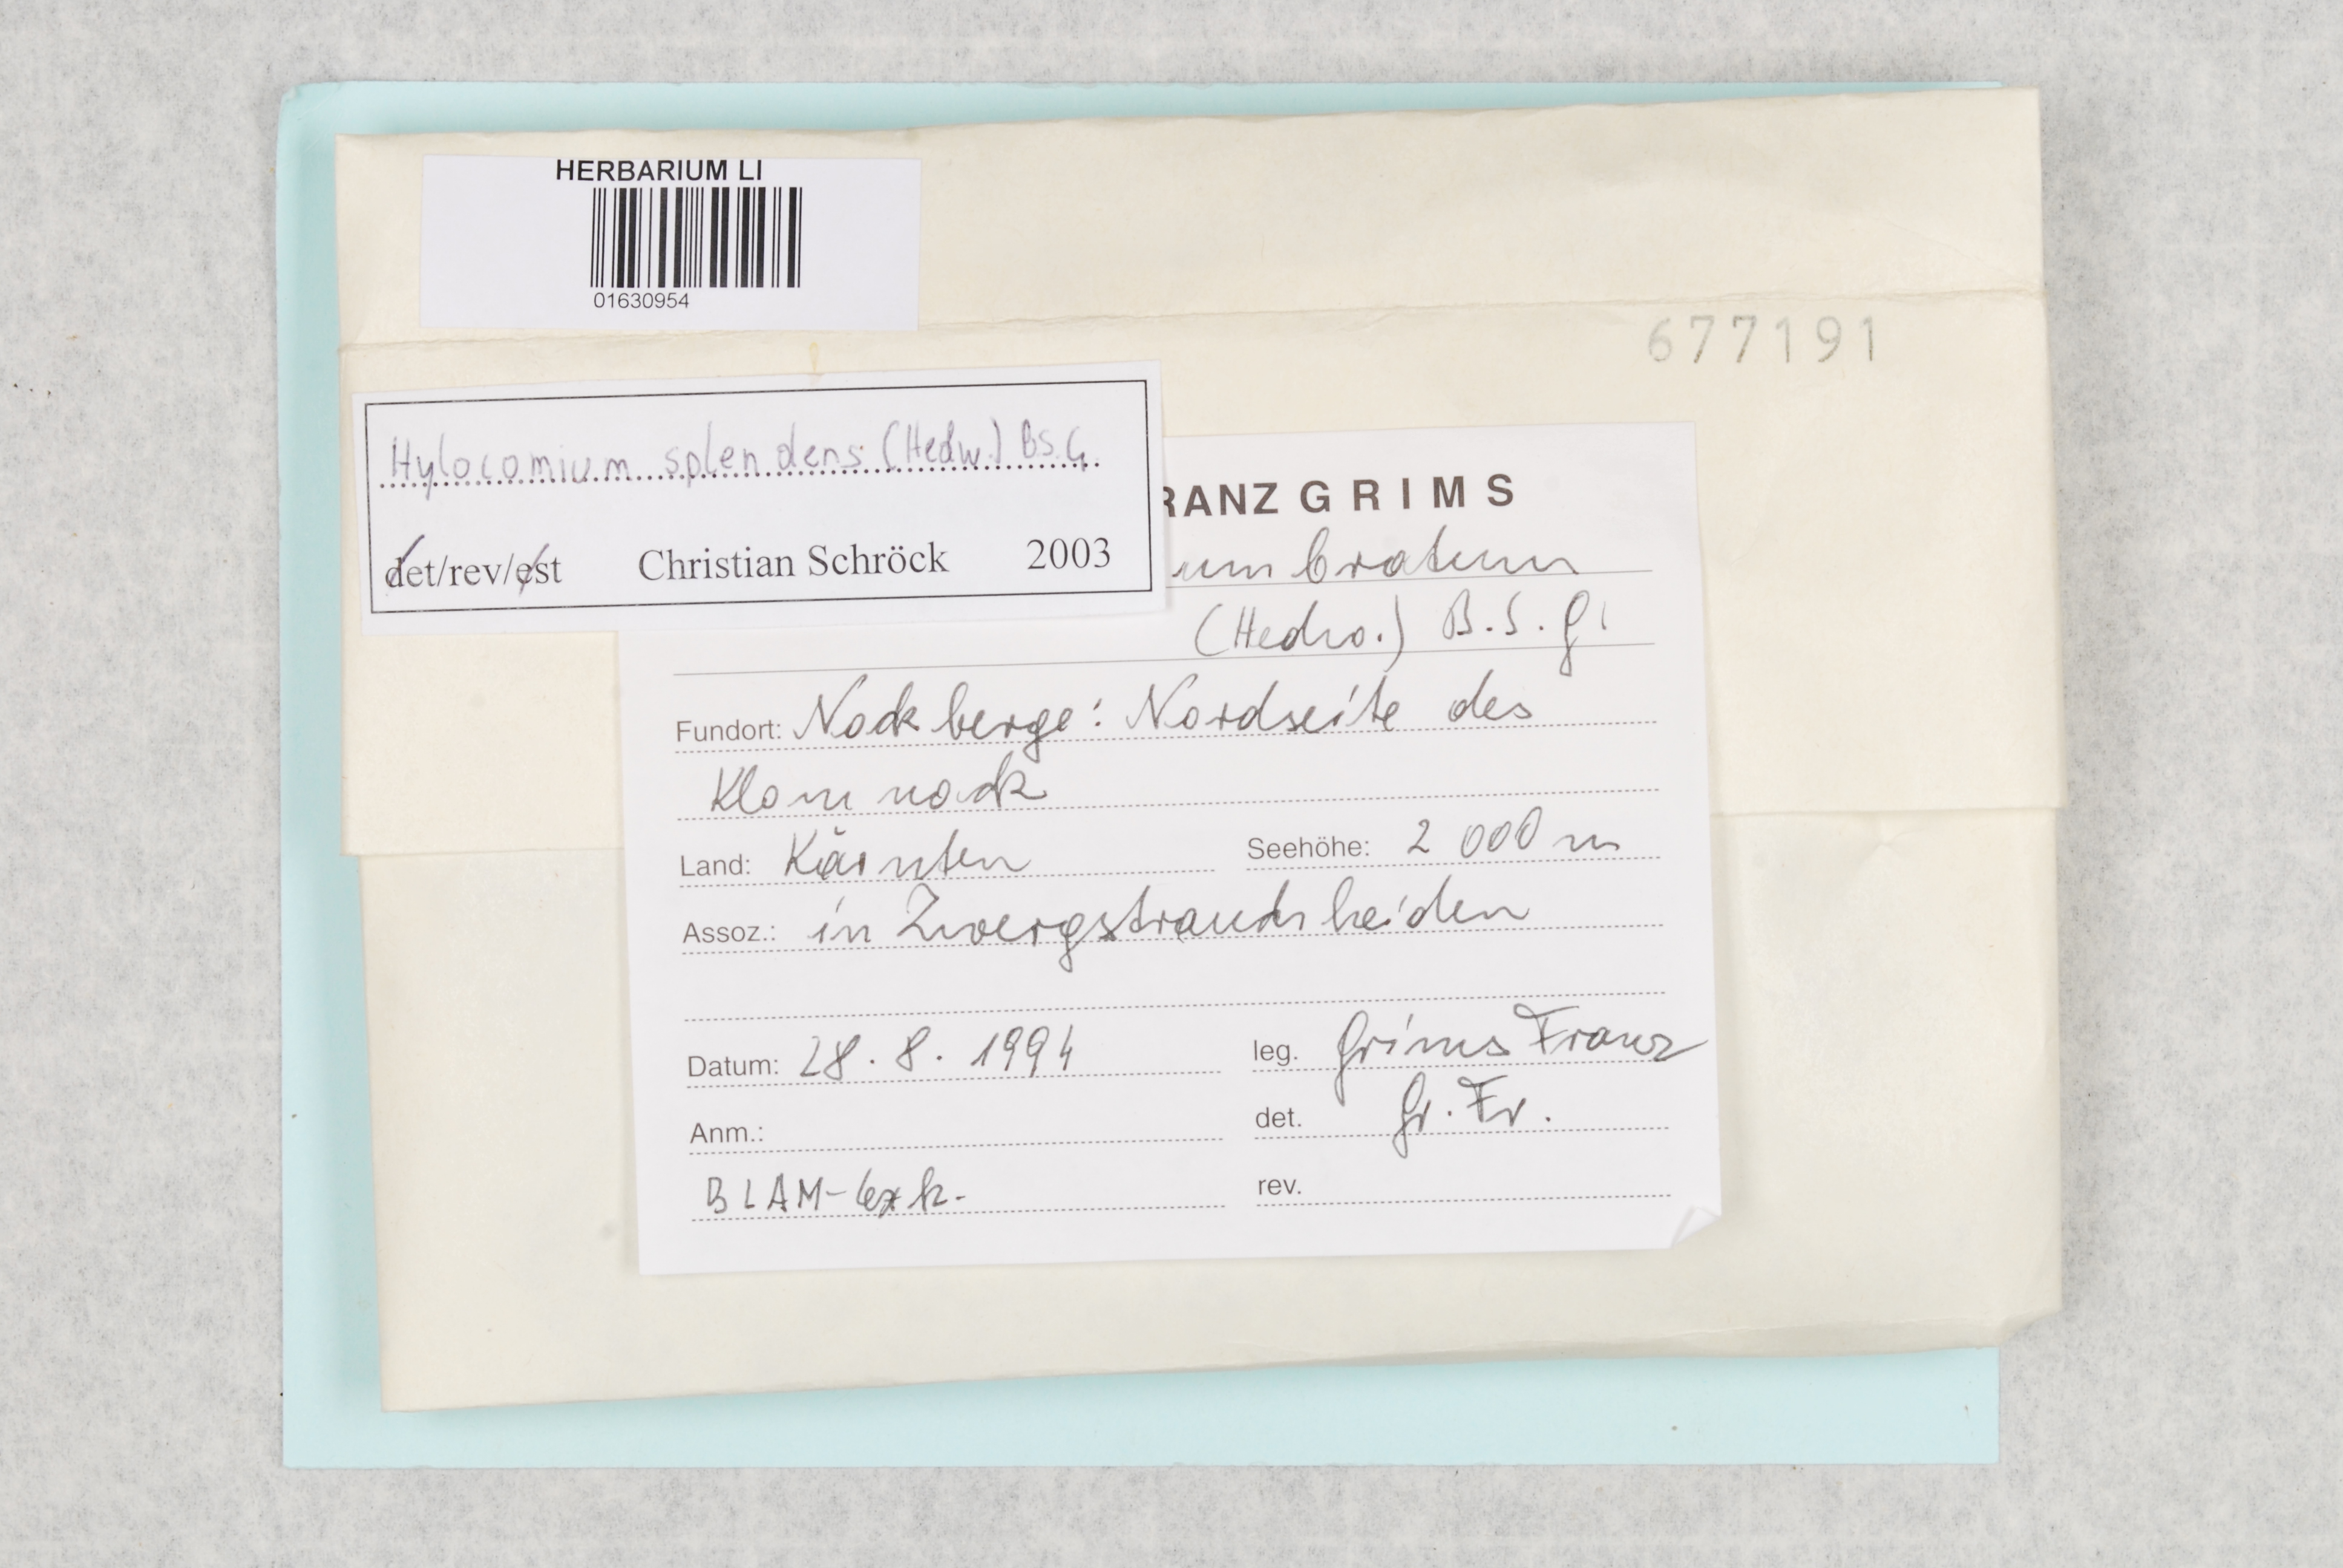 HERBARIUM LI
01630954
677191
Hylocomium splendens (Hedw.) B.S.G.
det/rev/est Christian Schröck 2003
RANZ GRIMS
umbratum
(Hedw.) B.S.G.
Fundort: Nockberge: Nordseite des
Klomnock
Land: Kärnten Seehöhe: 2 000 m
Assoz.: in Zwergstrauchheiden
Datum: 28. 8. 1994 leg. Grims Franz
Anm.: det. Gr. Fr.
BLAM-Exk. rev.